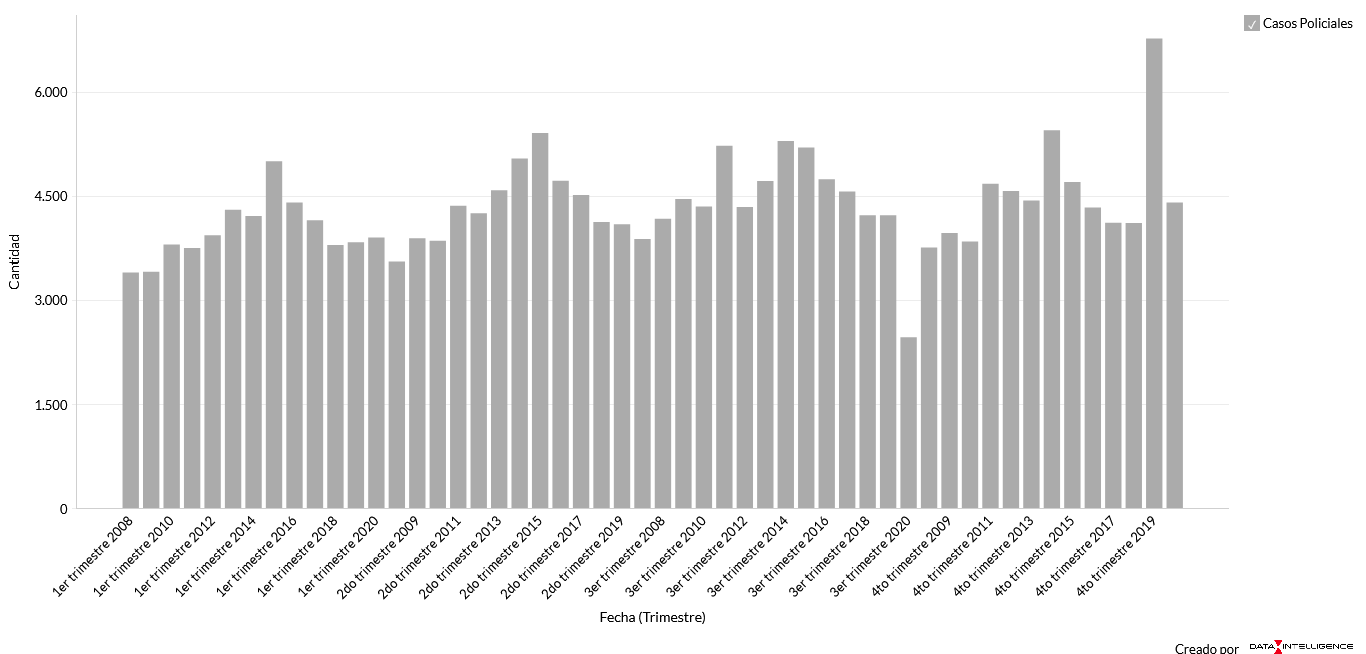 Casos Policiales
6.000
4.500
3.000
1.500
0
Cantidad
1er trimestre 2008
1er trimestre 2010
1er trimestre 2012
1er trimestre 2014
1er trimestre 2016
1er trimestre 2018
1er trimestre 2020
2do trimestre 2009
2do trimestre 2011
2do trimestre 2013
2do trimestre 2015
2do trimestre 2017
2do trimestre 2019
3er trimestre 2008
3er trimestre 2010
3er trimestre 2012
3er trimestre 2014
3er trimestre 2016
3er trimestre 2018
3er trimestre 2020
4to trimestre 2009
4to trimestre 2011
4to trimestre 2013
4to trimestre 2015
4to trimestre 2017
4to trimestre 2019
Fecha (Trimestre)
Creado por DATA INTELLIGENCE